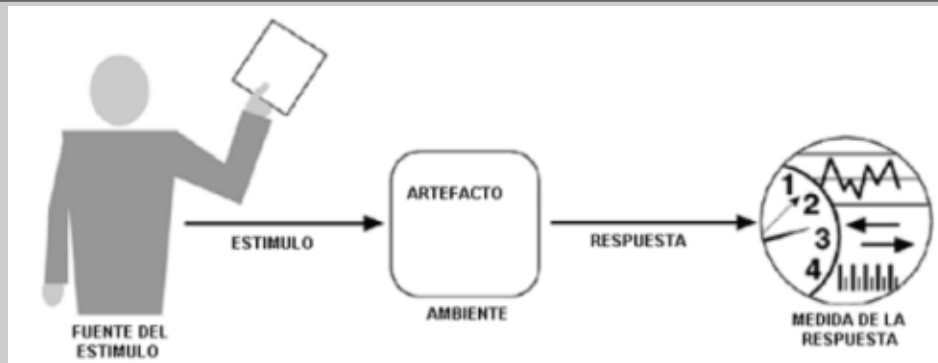 ARTEFACTO
ESTIMULO
RESPUESTA
1
2
3
4
AMBIENTE
FUENTE DEL
ESTIMULO
MEDIDA DE LA
RESPUESTA